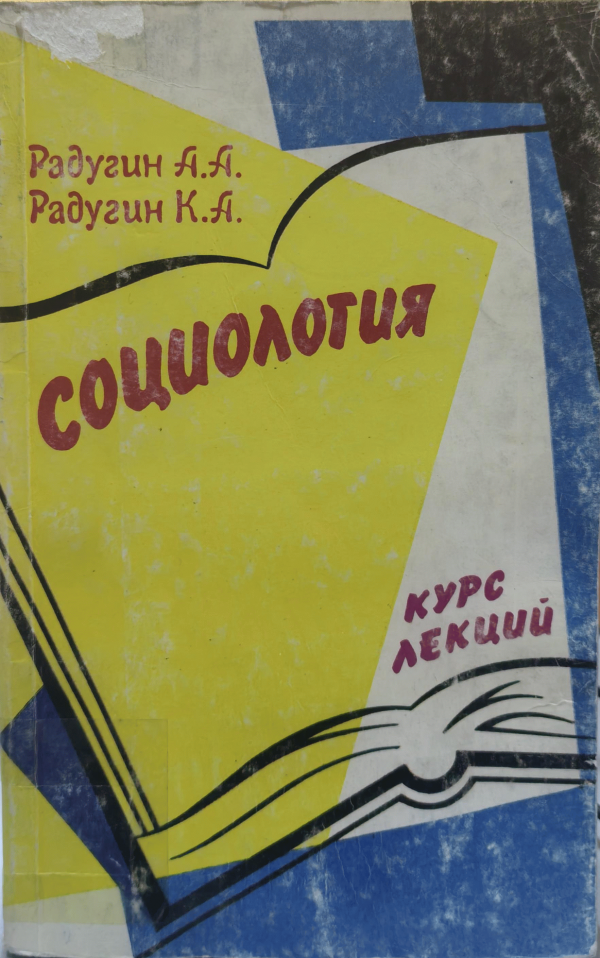 Радугин А.А.
Радугин К.А.
СОЦИОЛОГИЯ
КУРС
ЛЕКЦИЙ